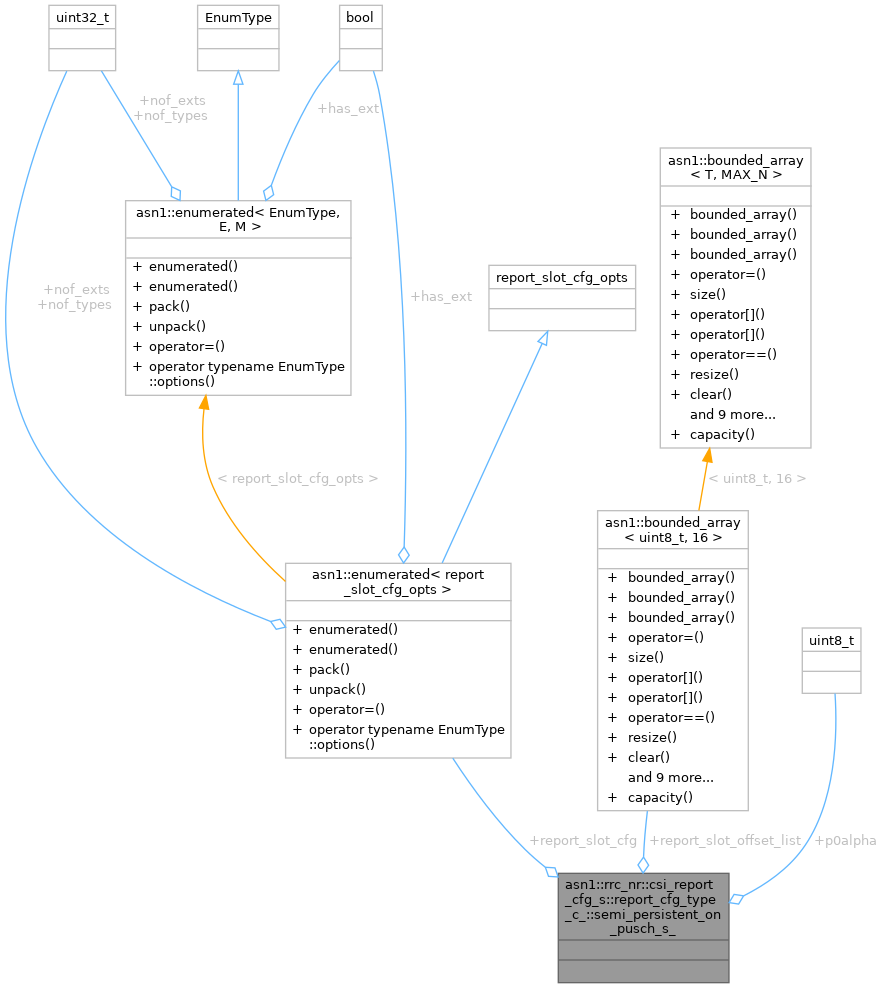 uint32_t
EnumType
bool
+nof_exts
+nof_types
+has_ext
asn1::bounded_array
< T, MAX_N >
+ bounded_array()
+ bounded_array()
+ bounded_array()
+ operator=()
+ size()
+ operator[]()
+ operator[]()
+ operator==()
+ resize()
+ clear()
and 9 more...
+ capacity()
asn1::enumerated< EnumType,
E, M >
+ enumerated()
+ enumerated()
+ pack()
+ unpack()
+ operator=()
+ operator typename EnumType
::options()
report_slot_cfg_opts
+nof_exts
+nof_types
+has_ext
< report_slot_cfg_opts >
< uint8_t, 16 >
asn1::bounded_array
< uint8_t, 16 >
+ bounded_array()
+ bounded_array()
+ bounded_array()
+ operator=()
+ size()
+ operator[]()
+ operator[]()
+ operator==()
+ resize()
+ clear()
and 9 more...
+ capacity()
asn1::enumerated< report
_slot_cfg_opts >
+ enumerated()
+ enumerated()
+ pack()
+ unpack()
+ operator=()
+ operator typename EnumType
::options()
uint8_t
+report_slot_cfg
+report_slot_offset_list
+p0alpha
asn1::rrc_nr::csi_report
_cfg_s::report_cfg_type
_c_::semi_persistent_on
_pusch_s_